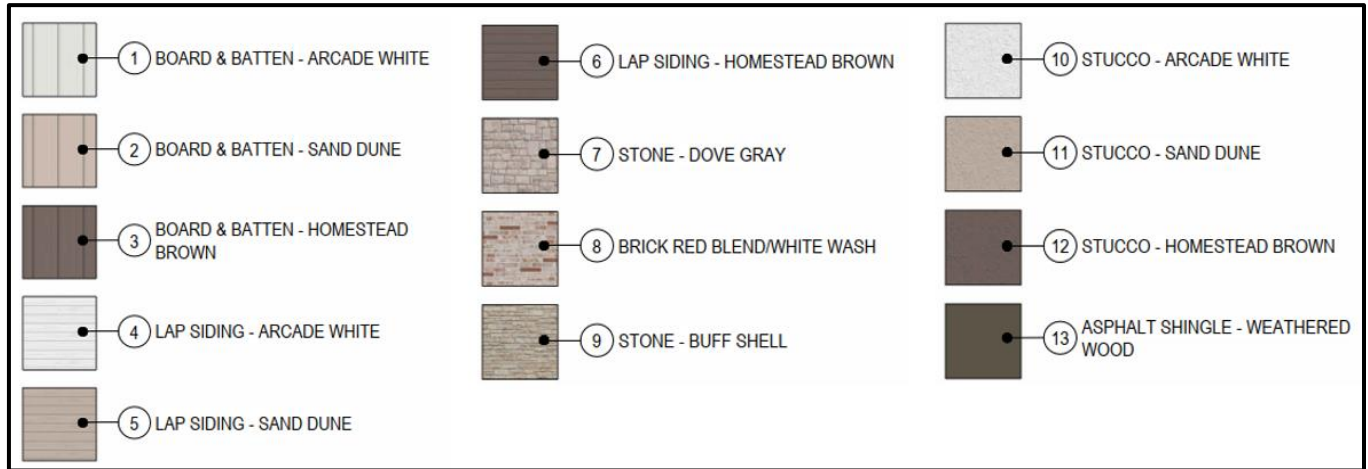 1 BOARD & BATTEN - ARCADE WHITE
2 BOARD & BATTEN - SAND DUNE
3 BOARD & BATTEN - HOMESTEAD
BROWN
4 LAP SIDING - ARCADE WHITE
5 LAP SIDING - SAND DUNE
6 LAP SIDING - HOMESTEAD BROWN
7 STONE - DOVE GRAY
8 BRICK RED BLEND/WHITE WASH
9 STONE - BUFF SHELL
10 STUCCO - ARCADE WHITE
11 STUCCO - SAND DUNE
12 STUCCO - HOMESTEAD BROWN
13 ASPHALT SHINGLE - WEATHERED
WOOD